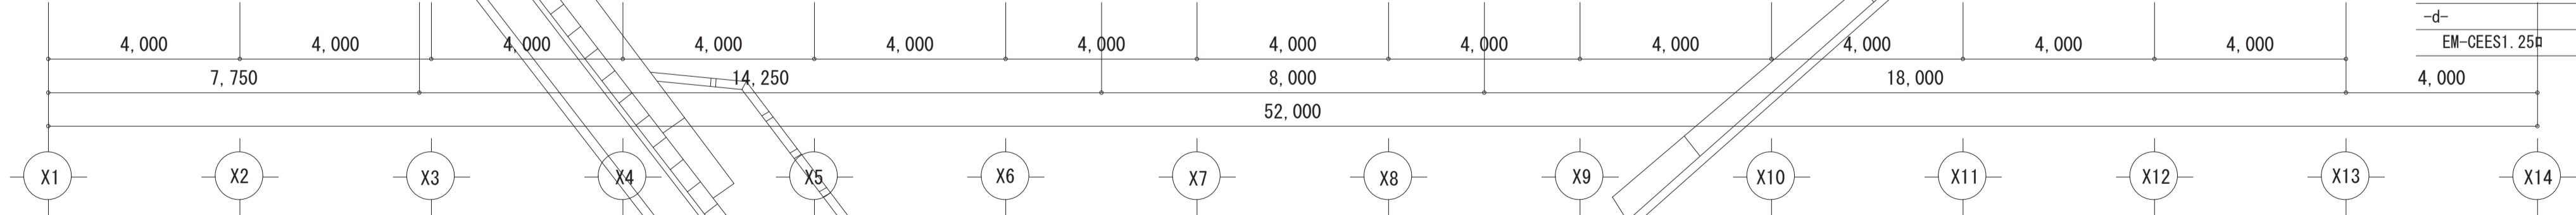 -d-
4,000 4,000 4,000 4,000 4,000 4,000 4,000 4,000 4,000 4,000 4,000 4,000
EM-CEES1.25□
7,750 14,250 8,000 18,000 4,000
52,000
X1 X2 X3 X4 X5 X6 X7 X8 X9 X10 X11 X12 X13 X14